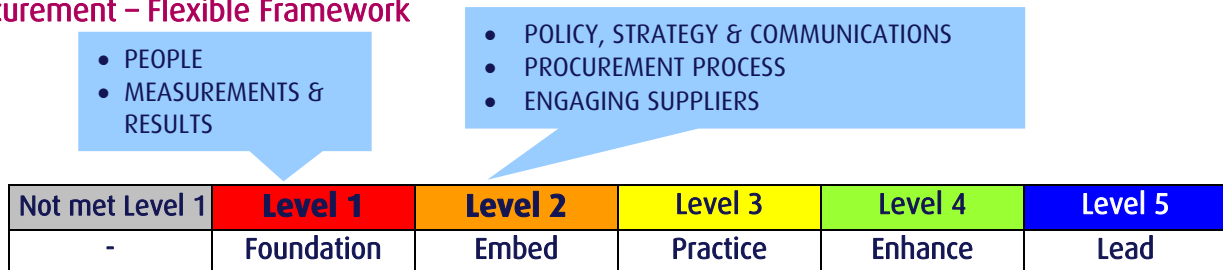 curement – Flexible Framework
• PEOPLE
• MEASUREMENTS &
RESULTS
• POLICY, STRATEGY & COMMUNICATIONS
• PROCUREMENT PROCESS
• ENGAGING SUPPLIERS
Not met Level 1 Level 1 Level 2 Level 3 Level 4 Level 5
- Foundation Embed Practice Enhance Lead